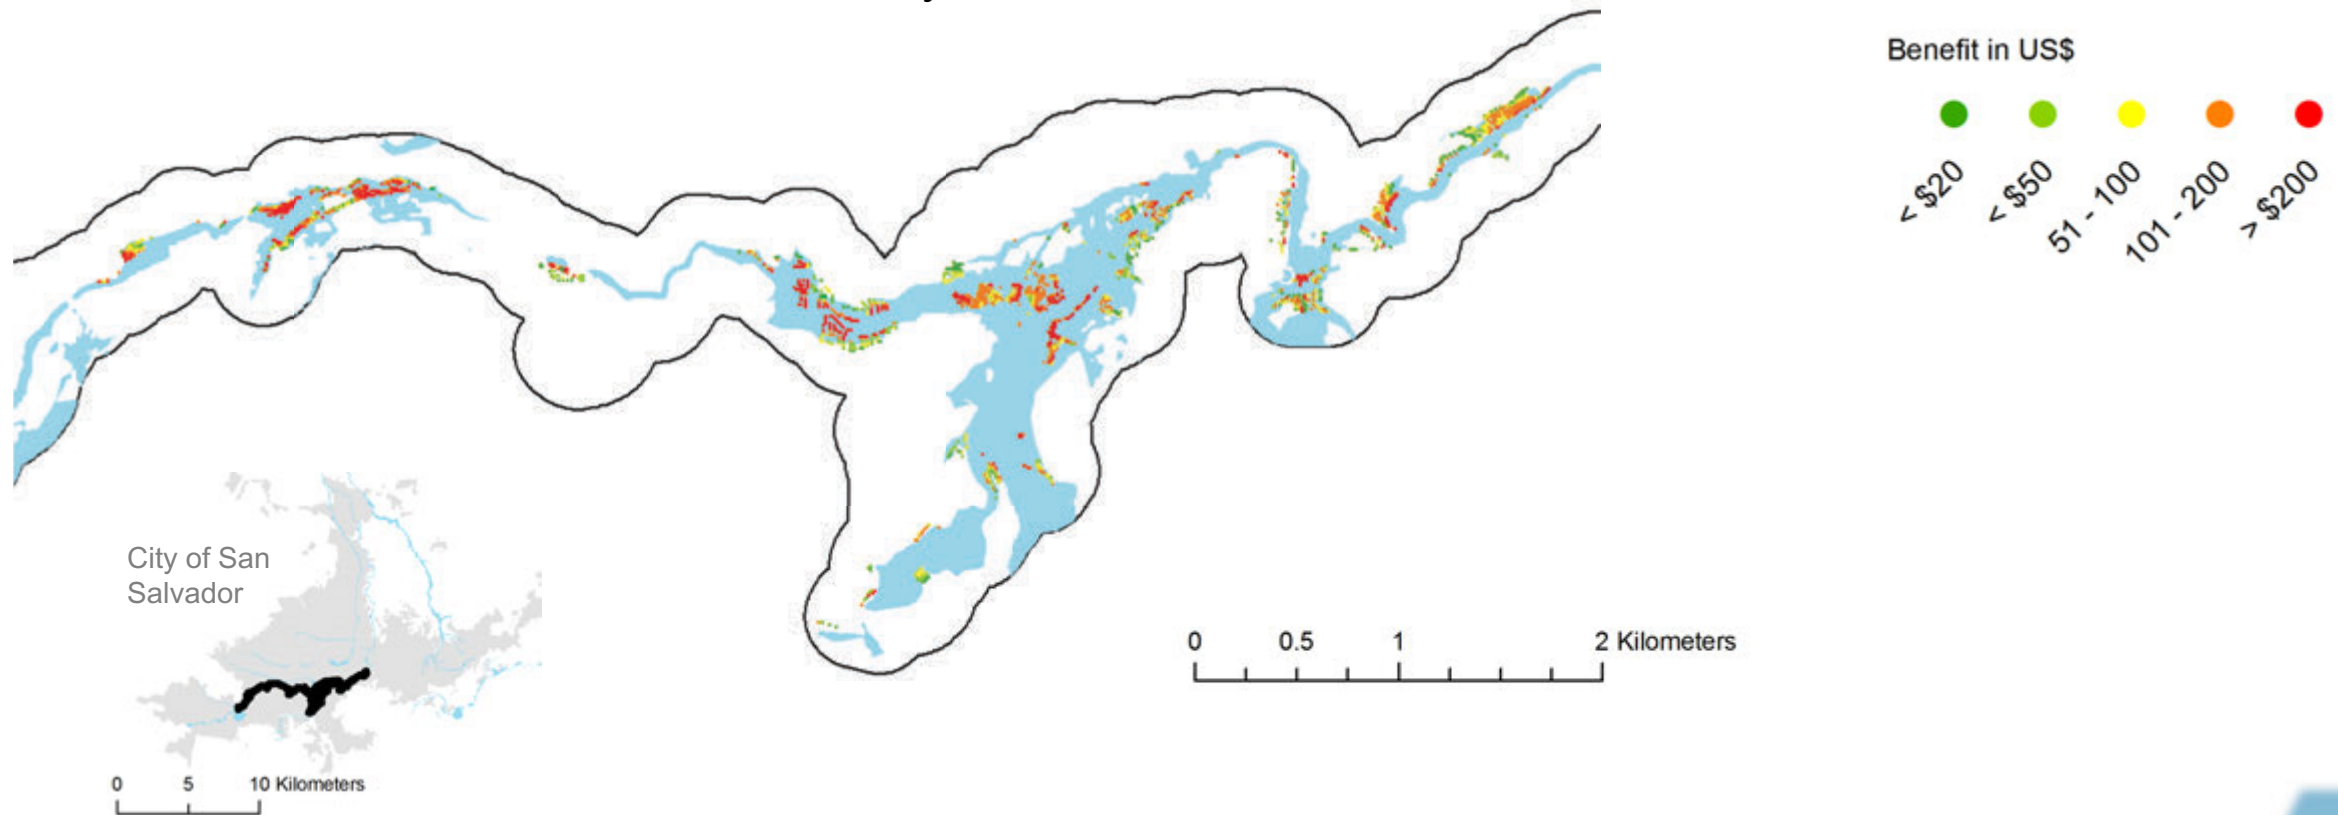 Benefit in US$
< $20
< $50
51 - 100
101 - 200
> $200
City of San
Salvador
0 0.5 1 2 Kilometers
0 5 10 Kilometers